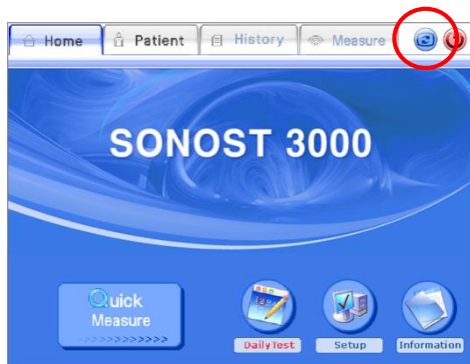 Home Patient History Measure
SONOST 3000
Quick
Measure
>>>>>>>>>>>>
DailyTest Setup Information